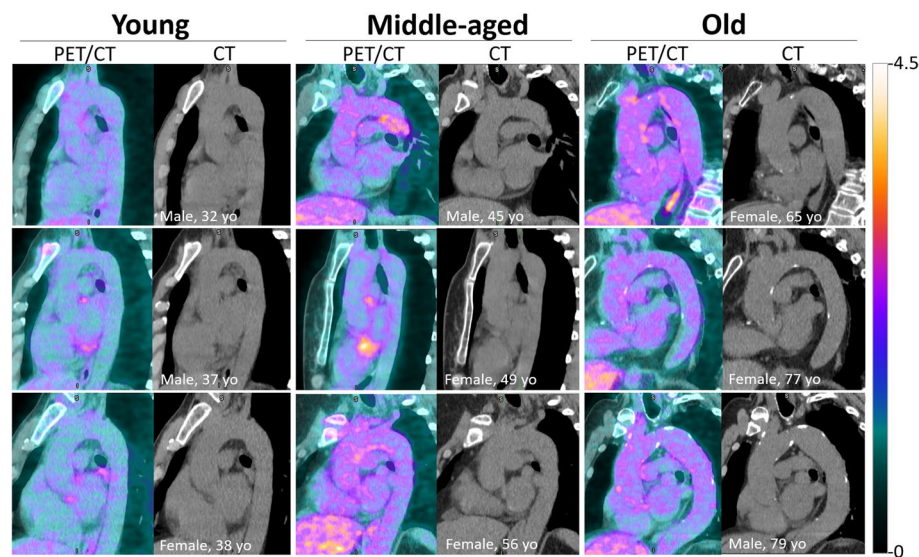 Young Middle-aged Old
PET/CT CT PET/CT CT PET/CT CT
-4.5
Male, 32 yo Male, 45 yo Female, 65 yo
Male, 37 yo Female, 49 yo Female, 77 yo
Female, 38 yo Female, 56 yo Male, 79 yo
-0